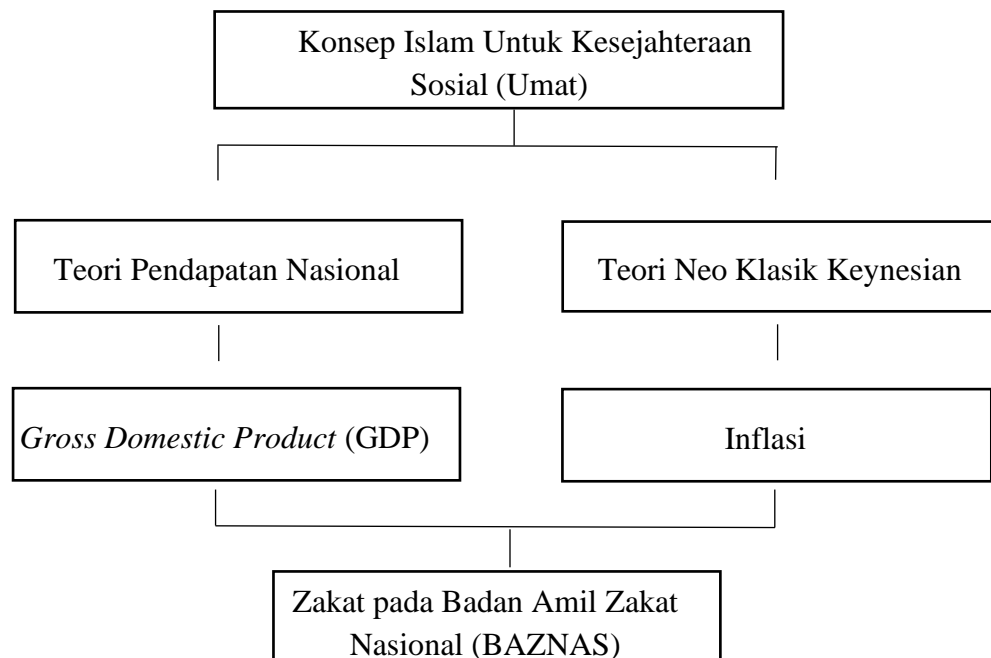 Konsep Islam Untuk Kesejahteraan
Sosial (Umat)
Teori Pendapatan Nasional
Teori Neo Klasik Keynesian
Gross Domestic Product (GDP)
Inflasi
Zakat pada Badan Amil Zakat
Nasional (BAZNAS)